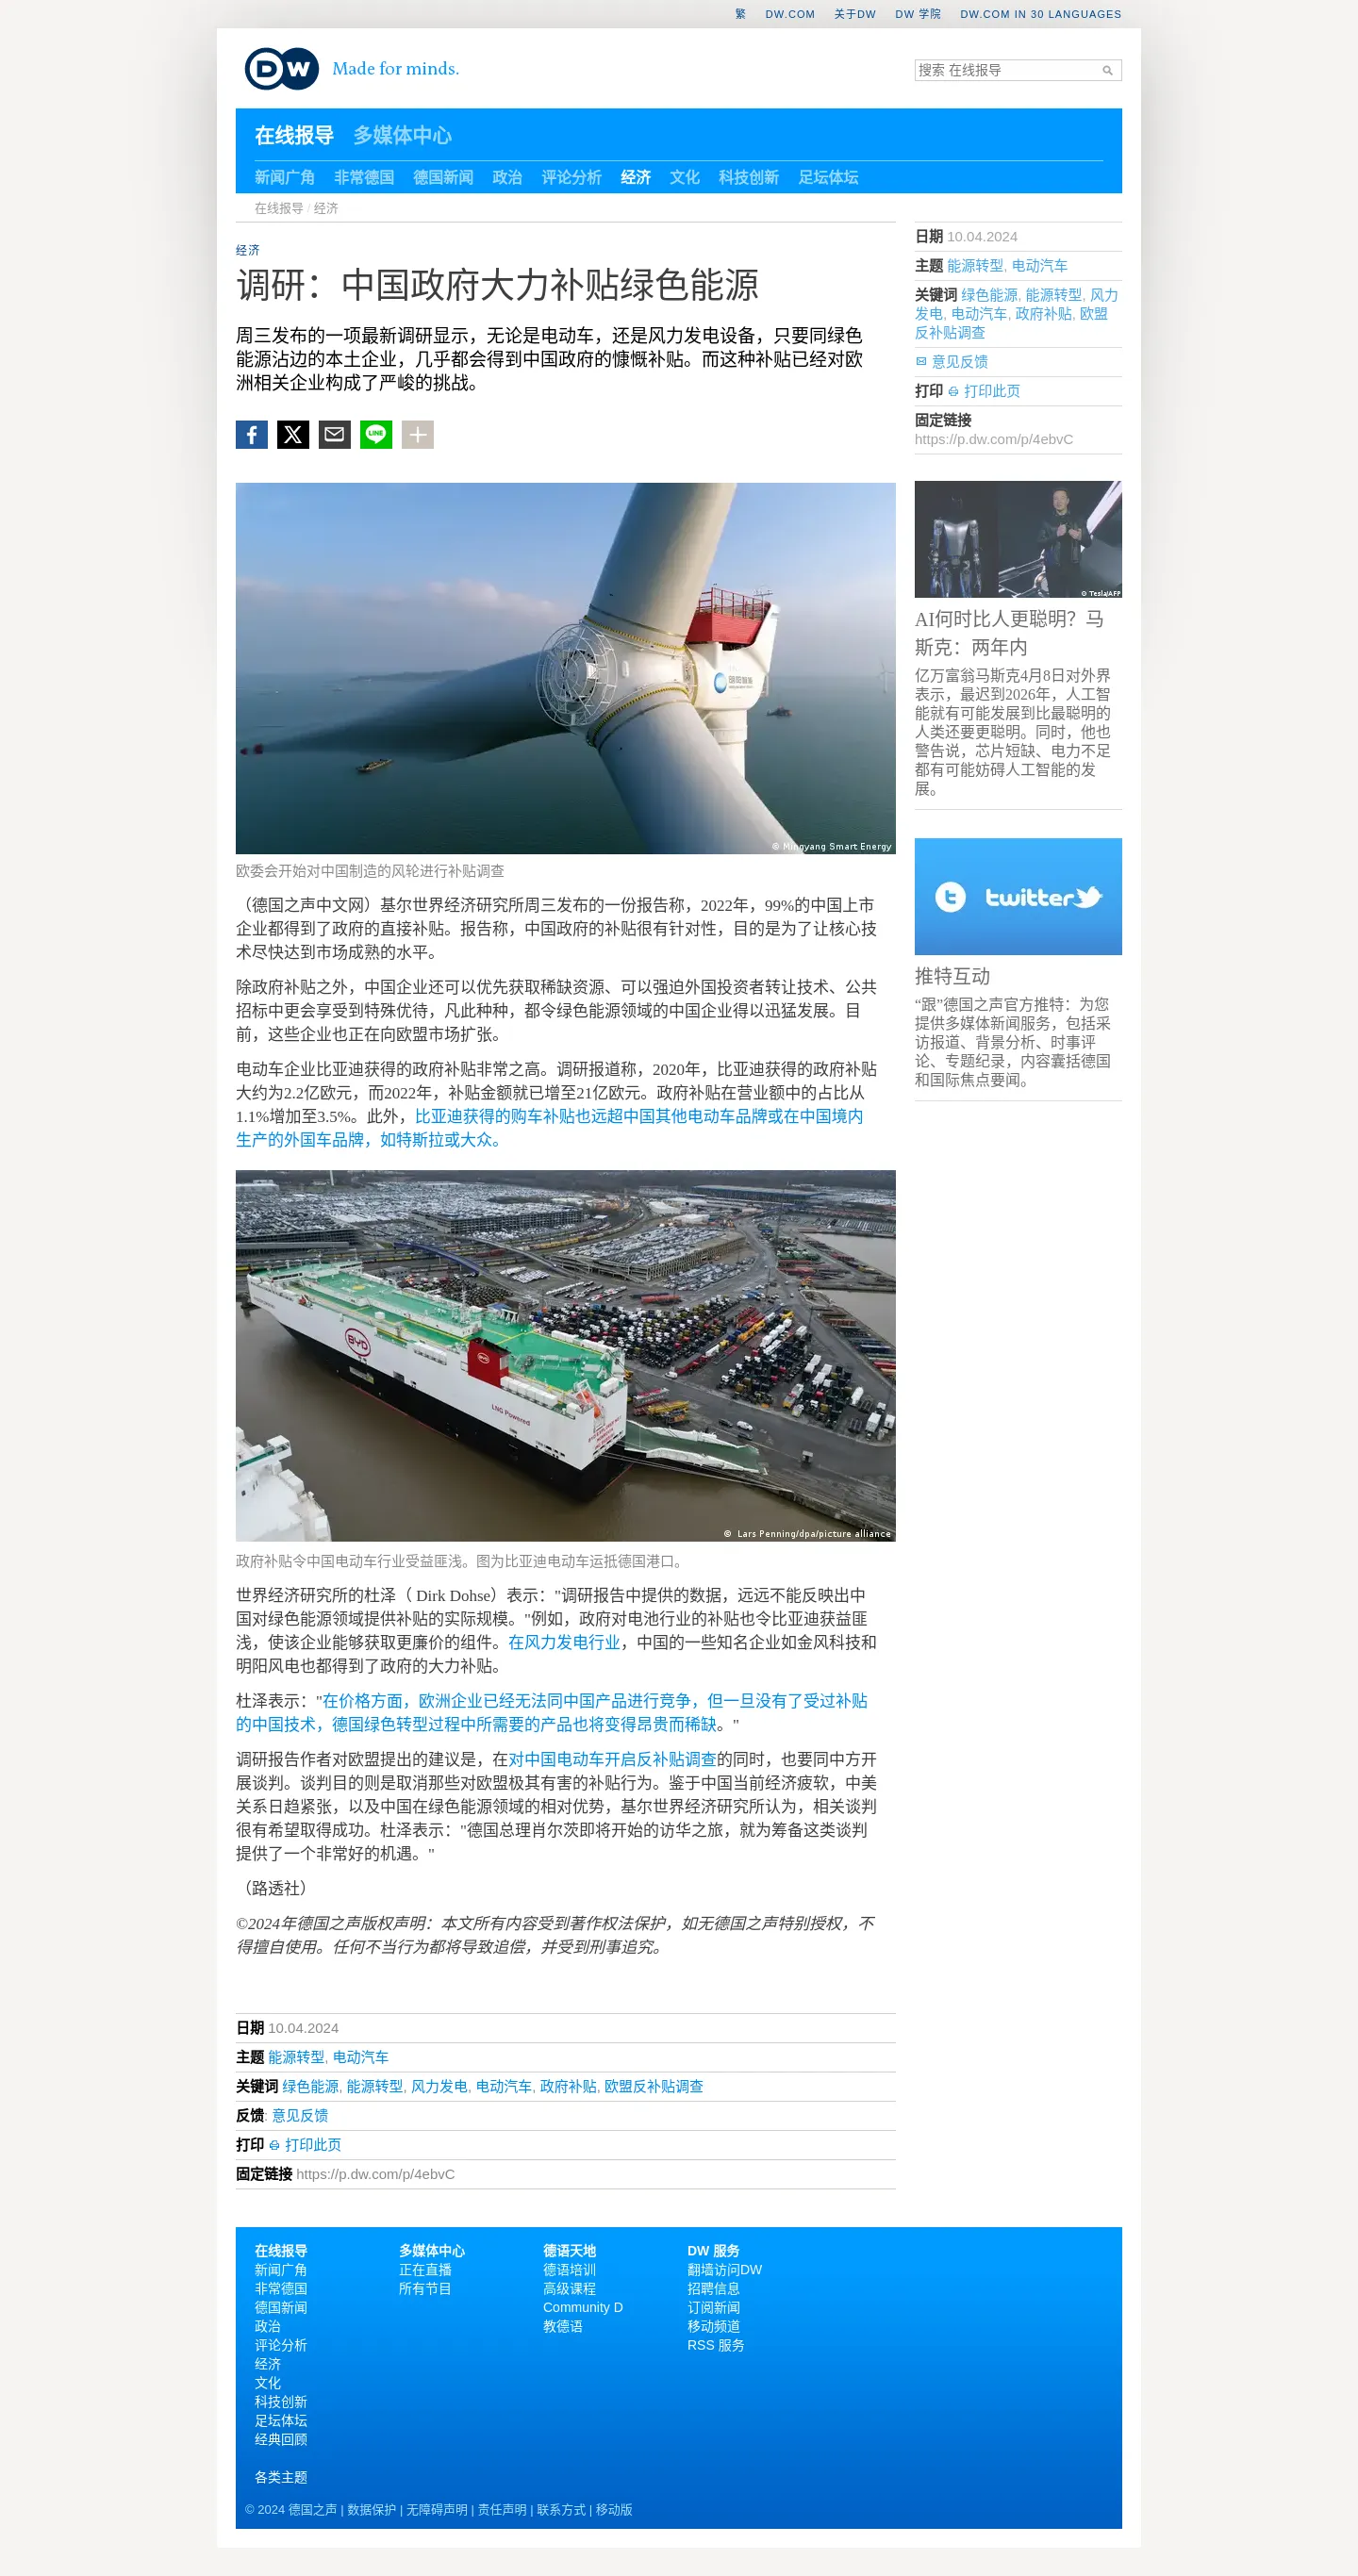 繁 DW.COM 关于DW DW 学院 DW.COM IN 30 LANGUAGES
DW Made for minds.
搜索 在线报导
在线报导 多媒体中心
新闻广角 非常德国 德国新闻 政治 评论分析 经济 文化 科技创新 足坛体坛
在线报导 / 经济
经济
调研：中国政府大力补贴绿色能源
周三发布的一项最新调研显示，无论是电动车，还是风力发电设备，只要同绿色
能源沾边的本土企业，几乎都会得到中国政府的慷慨补贴。而这种补贴已经对欧
洲相关企业构成了严峻的挑战。
LINE
明阳智能
© Mingyang Smart Energy
欧委会开始对中国制造的风轮进行补贴调查
（德国之声中文网）基尔世界经济研究所周三发布的一份报告称，2022年，99%的中国上市
企业都得到了政府的直接补贴。报告称，中国政府的补贴很有针对性，目的是为了让核心技
术尽快达到市场成熟的水平。
除政府补贴之外，中国企业还可以优先获取稀缺资源、可以强迫外国投资者转让技术、公共
招标中更会享受到特殊优待，凡此种种，都令绿色能源领域的中国企业得以迅猛发展。目
前，这些企业也正在向欧盟市场扩张。
电动车企业比亚迪获得的政府补贴非常之高。调研报道称，2020年，比亚迪获得的政府补贴
大约为2.2亿欧元，而2022年，补贴金额就已增至21亿欧元。政府补贴在营业额中的占比从
1.1%增加至3.5%。此外，比亚迪获得的购车补贴也远超中国其他电动车品牌或在中国境内
生产的外国车品牌，如特斯拉或大众。
BYD
BYD
LNG Powered
© Lars Penning/dpa/picture alliance
政府补贴令中国电动车行业受益匪浅。图为比亚迪电动车运抵德国港口。
世界经济研究所的杜泽（ Dirk Dohse）表示："调研报告中提供的数据，远远不能反映出中
国对绿色能源领域提供补贴的实际规模。"例如，政府对电池行业的补贴也令比亚迪获益匪
浅，使该企业能够获取更廉价的组件。在风力发电行业，中国的一些知名企业如金风科技和
明阳风电也都得到了政府的大力补贴。
杜泽表示："在价格方面，欧洲企业已经无法同中国产品进行竞争，但一旦没有了受过补贴
的中国技术，德国绿色转型过程中所需要的产品也将变得昂贵而稀缺。"
调研报告作者对欧盟提出的建议是，在对中国电动车开启反补贴调查的同时，也要同中方开
展谈判。谈判目的则是取消那些对欧盟极其有害的补贴行为。鉴于中国当前经济疲软，中美
关系日趋紧张，以及中国在绿色能源领域的相对优势，基尔世界经济研究所认为，相关谈判
很有希望取得成功。杜泽表示："德国总理肖尔茨即将开始的访华之旅，就为筹备这类谈判
提供了一个非常好的机遇。"
（路透社）
©2024年德国之声版权声明：本文所有内容受到著作权法保护，如无德国之声特别授权，不
得擅自使用。任何不当行为都将导致追偿，并受到刑事追究。
日期 10.04.2024
主题 能源转型, 电动汽车
关键词 绿色能源, 能源转型, 风力发电, 电动汽车, 政府补贴, 欧盟反补贴调查
反馈: 意见反馈
打印 打印此页
固定链接 https://p.dw.com/p/4ebvC
日期 10.04.2024
主题 能源转型, 电动汽车
关键词 绿色能源, 能源转型, 风力
发电, 电动汽车, 政府补贴, 欧盟
反补贴调查
意见反馈
打印 打印此页
固定链接
https://p.dw.com/p/4ebvC
© Tesla/AFP
AI何时比人更聪明？马
斯克：两年内
亿万富翁马斯克4月8日对外界
表示，最迟到2026年，人工智
能就有可能发展到比最聪明的
人类还要更聪明。同时，他也
警告说，芯片短缺、电力不足
都有可能妨碍人工智能的发
展。
twitter
推特互动
“跟”德国之声官方推特：为您
提供多媒体新闻服务，包括采
访报道、背景分析、时事评
论、专题纪录，内容囊括德国
和国际焦点要闻。
在线报导
新闻广角
非常德国
德国新闻
政治
评论分析
经济
文化
科技创新
足坛体坛
经典回顾
各类主题
多媒体中心
正在直播
所有节目
德语天地
德语培训
高级课程
Community D
教德语
DW 服务
翻墙访问DW
招聘信息
订阅新闻
移动频道
RSS 服务
© 2024 德国之声 | 数据保护 | 无障碍声明 | 责任声明 | 联系方式 | 移动版